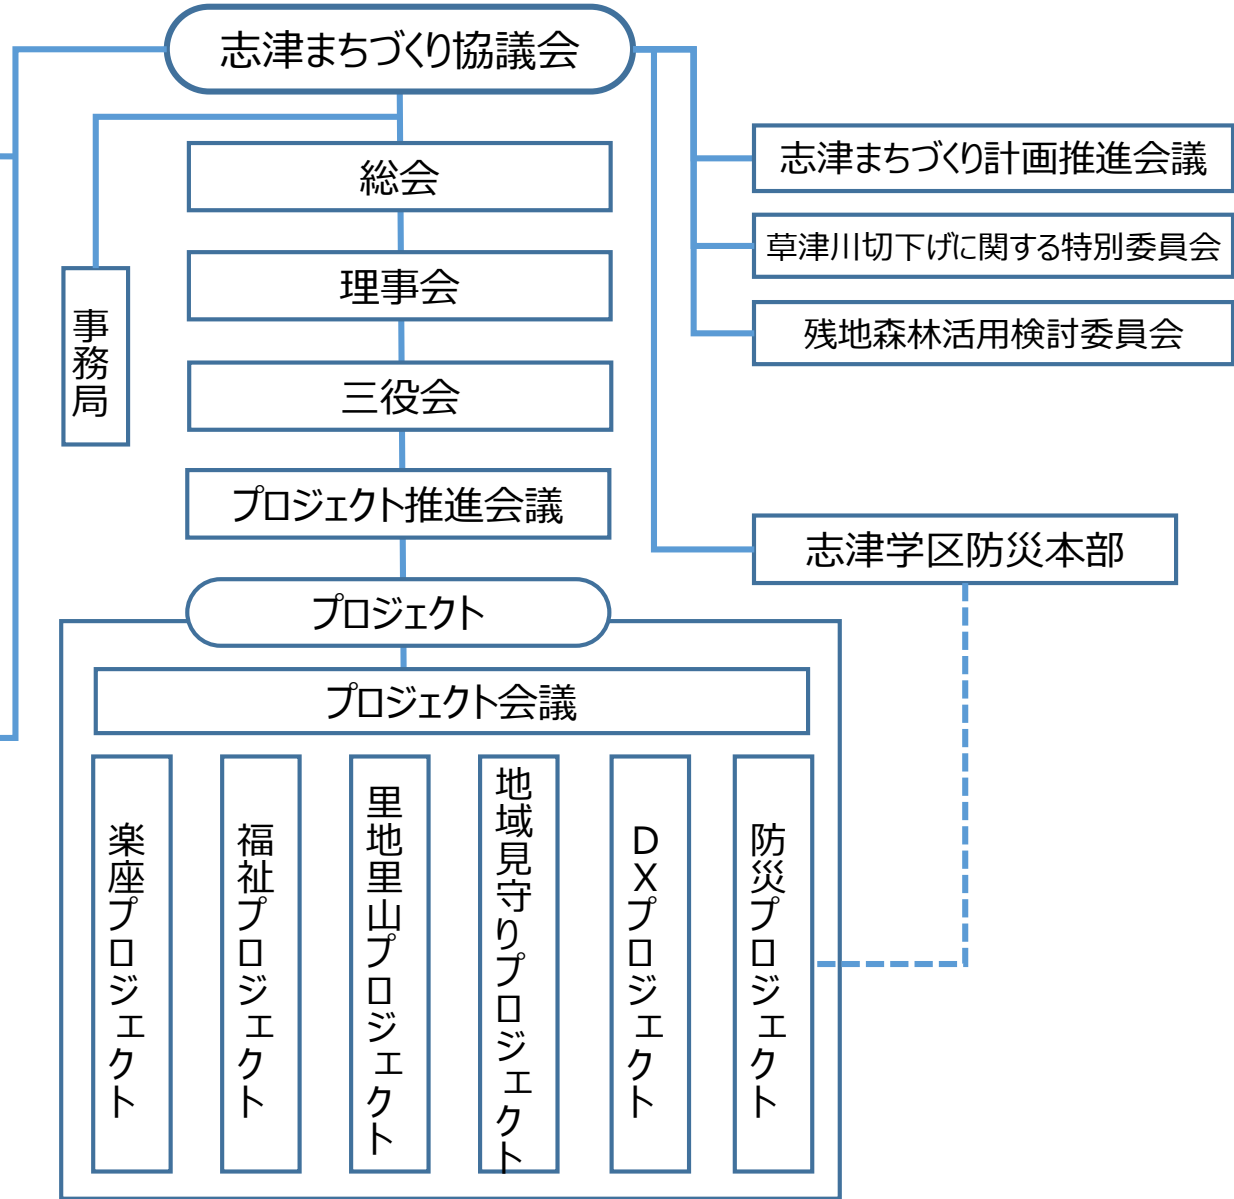 志津まちづくり協議会
総会
理事会
三役会
プロジェクト推進会議
事務局
志津まちづくり計画推進会議
草津川切下げに関する特別委員会
残地森林活用検討委員会
志津学区防災本部
プロジェクト
プロジェクト会議
楽座プロジェクト
福祉プロジェクト
里地里山プロジェクト
地域見守りプロジェクト
DXプロジェクト
防災プロジェクト